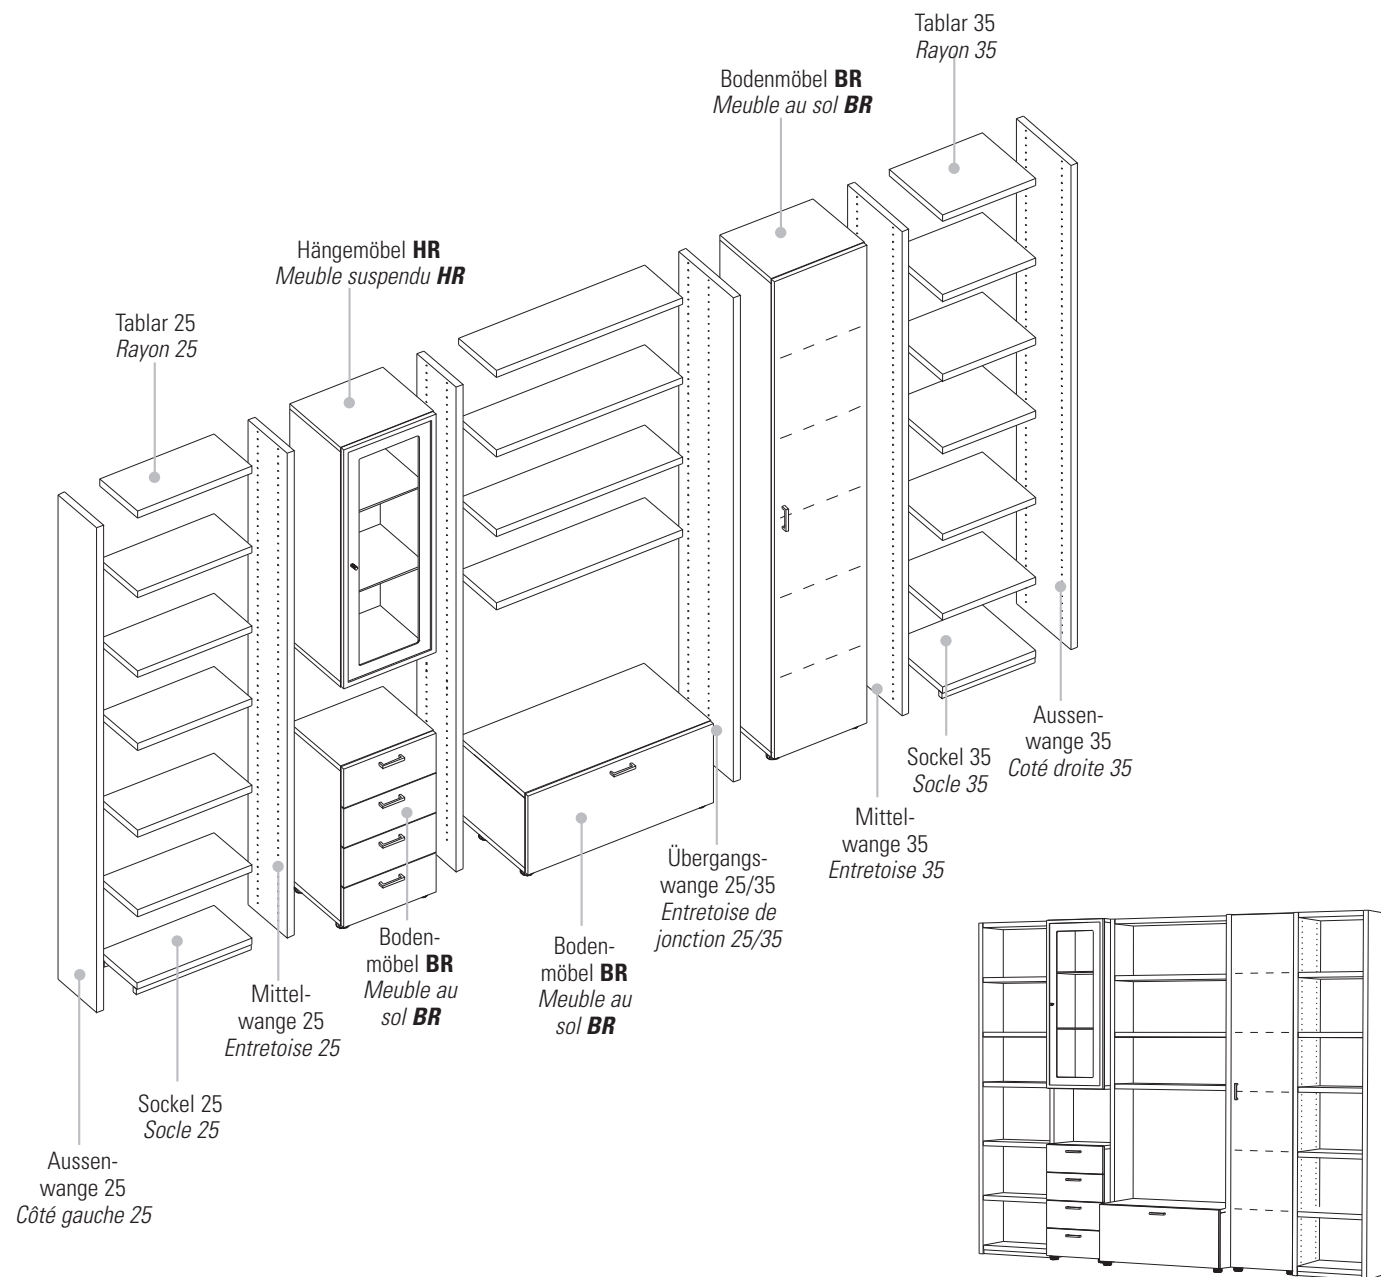 Tablar 35
Rayon 35
Bodenmöbel BR
Meuble au sol BR
Hängemöbel HR
Meuble suspendu HR
Tablar 25
Rayon 25
Aussen-
wange 35
Coté droite 35
Sockel 35
Socle 35
Mittel-
wange 35
Entretoise 35
Übergangs-
wange 25/35
Entretoise de
jonction 25/35
Boden-
möbel BR
Meuble au
sol BR
Boden-
möbel BR
Meuble au
sol BR
Mittel-
wange 25
Entretoise 25
Sockel 25
Socle 25
Aussen-
wange 25
Côté gauche 25